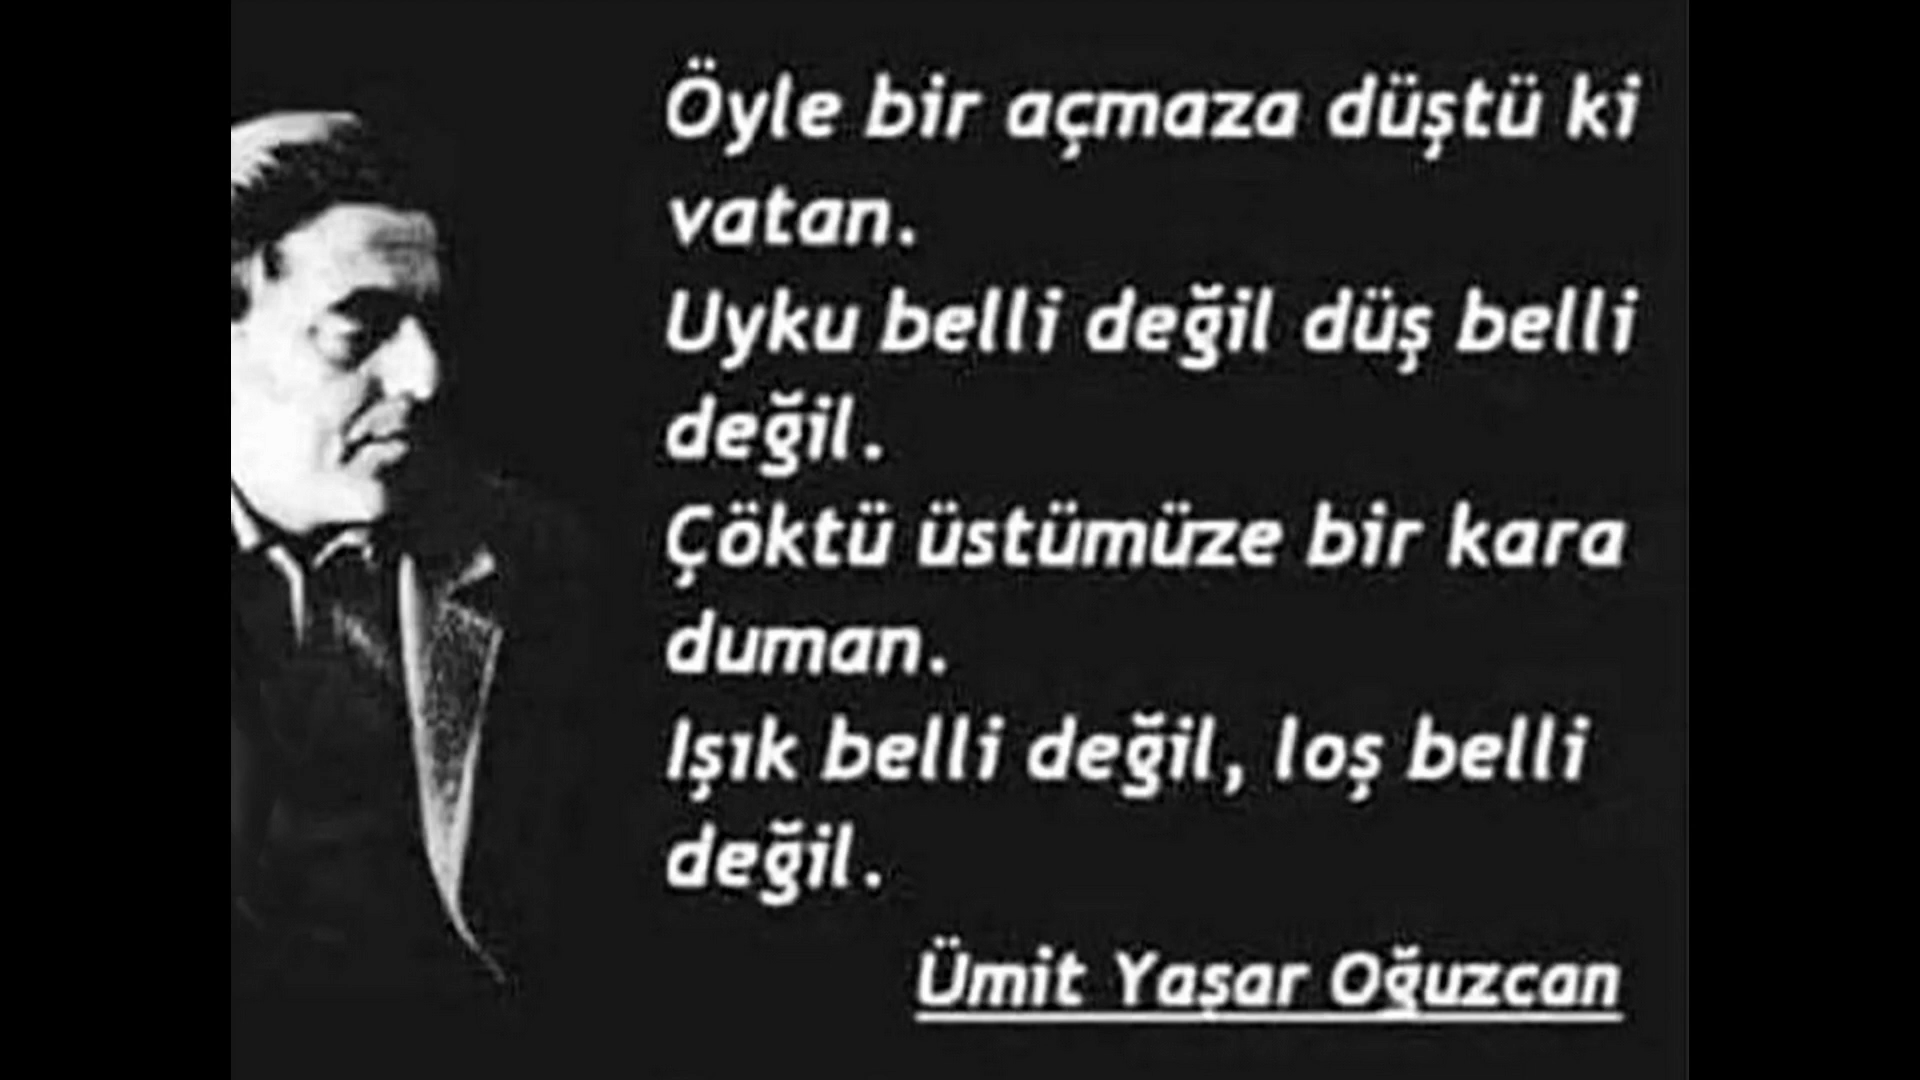 Öyle bir açmaza düştü ki
vatan.
Uyku belli değil düş belli
değil.
Çöktü üstümüze bir kara
duman.
Işık belli değil, loş belli
değil.
Ümit Yaşar Oğuzcan